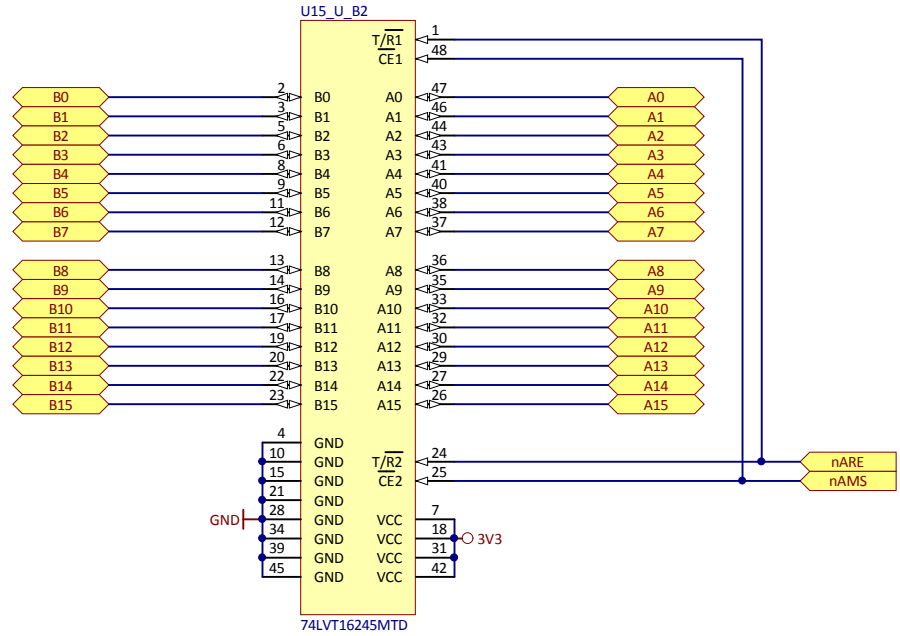 U15_U_B2
T/R1 1
CE1 48
B0 2 B0 A0 47 A0
B1 3 B1 A1 46 A1
B2 5 B2 A2 44 A2
B3 6 B3 A3 43 A3
B4 8 B4 A4 41 A4
B5 9 B5 A5 40 A5
B6 11 B6 A6 38 A6
B7 12 B7 A7 37 A7
B8 13 B8 A8 36 A8
B9 14 B9 A9 35 A9
B10 16 B10 A10 33 A10
B11 17 B11 A11 32 A11
B12 19 B12 A12 30 A12
B13 20 B13 A13 29 A13
B14 22 B14 A14 27 A14
B15 23 B15 A15 26 A15
4 GND
10 GND T/R2 24 nARE
15 GND CE2 25 nAMS
21 GND
GND 28 GND VCC 7
34 GND VCC 18 3V3
39 GND VCC 31
45 GND VCC 42
74LVT16245MTD